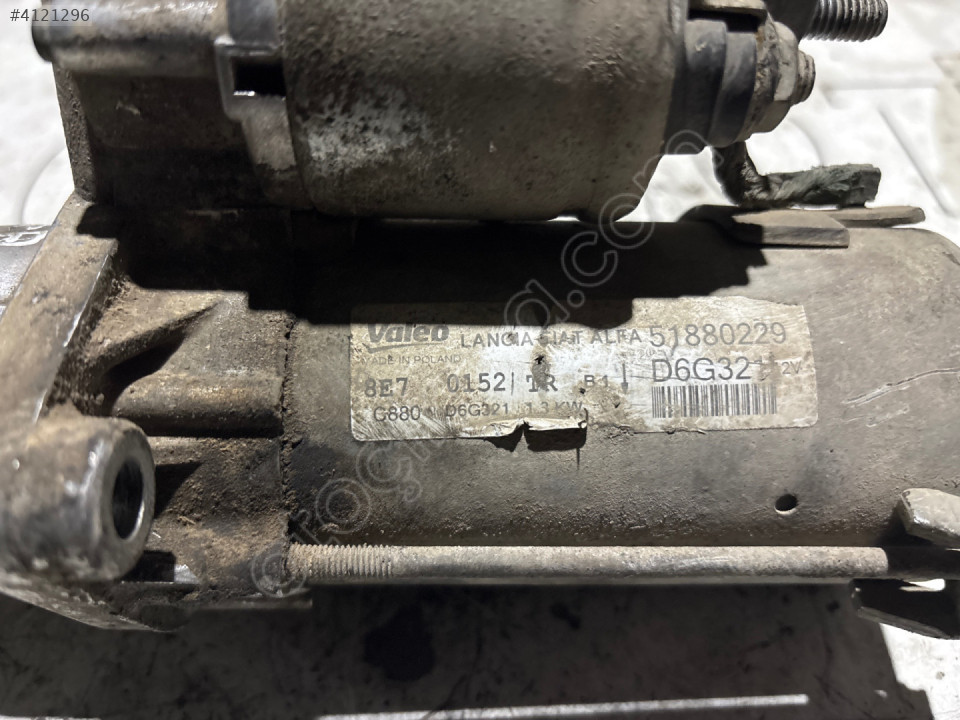 #4121296
Valeo LANCIA FIAT ALFA 51880229
MADE IN POLAND
D6G321 12V
8E7 0152 TR B1
G880 D6G321 1.3 KW